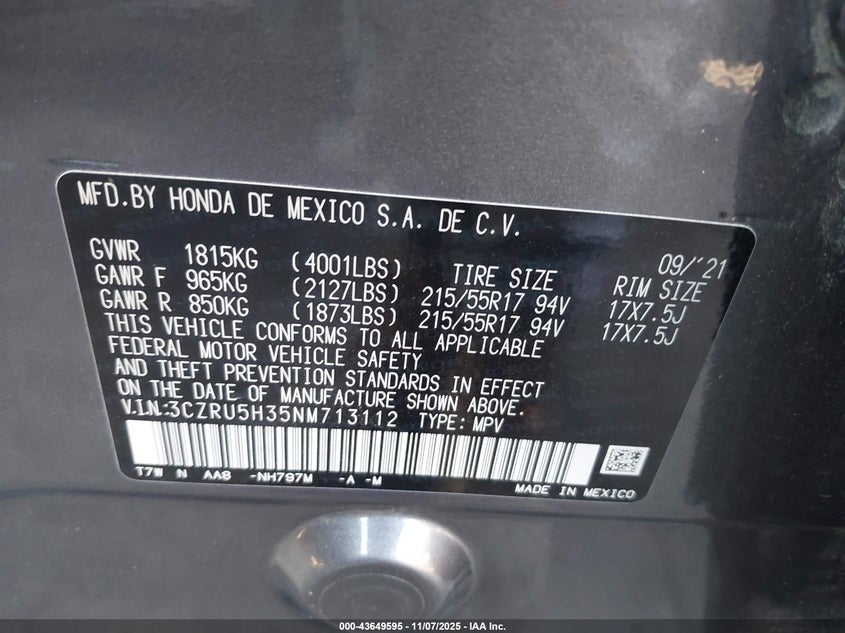 MFD.BY HONDA DE MEXICO S.A. DE C.V.
09/'21
GVWR 1815KG (4001LBS) TIRE SIZE RIM SIZE
GAWR F 965KG (2127LBS) 215/55R17 94V 17X7.5J
GAWR R 850KG (1873LBS) 215/55R17 94V 17X7.5J
THIS VEHICLE CONFORMS TO ALL APPLICABLE
FEDERAL MOTOR VEHICLE SAFETY
AND THEFT PREVENTION STANDARDS IN EFFECT
ON THE DATE OF MANUFACTURE SHOWN ABOVE.
V.I.N.:3CZRU5H35NM713112 TYPE: MPV
T7W N AA8 -NH797M -A -M
MADE IN MEXICO
000-43649595 - 11/07/2025 - IAA Inc.